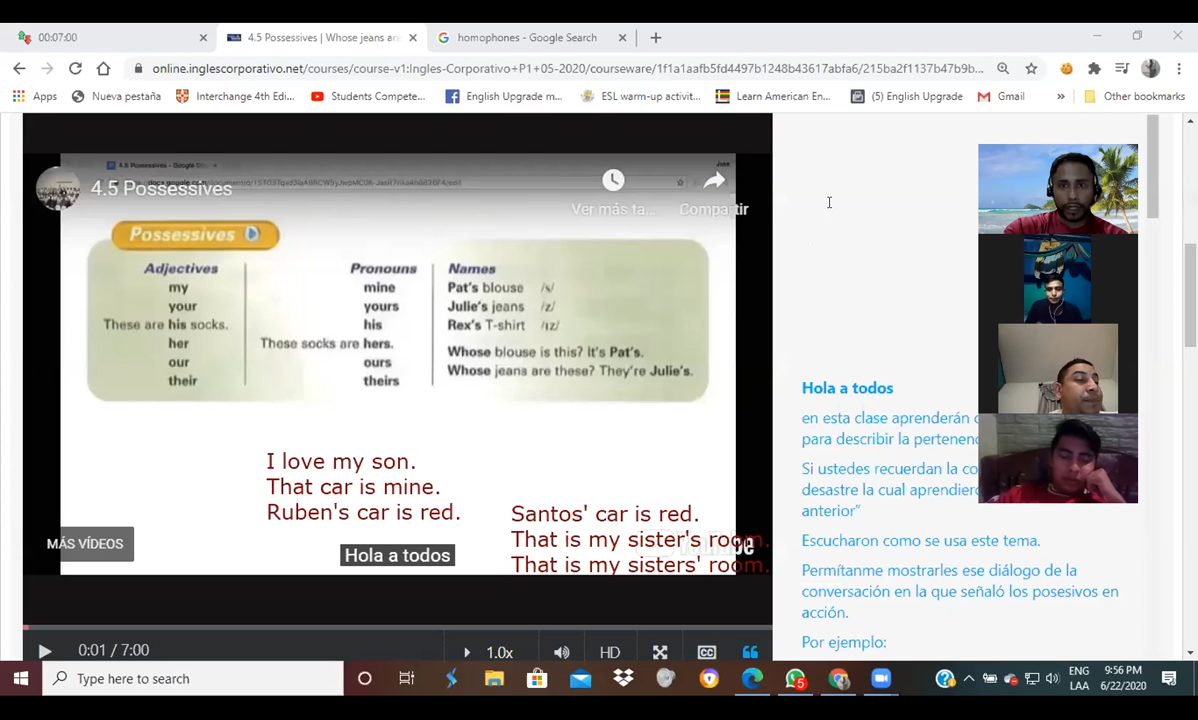 00:07:00
4.5 Possessives | Whose jeans are
homophones - Google Search
online.inglescorporativo.net/courses/course-v1:Ingles-Corporativo+P1+05-2020/courseware/1f1a1aafb5fd4497b1248b43617abfa6/215ba2f1137b47b9b...
Apps
Nueva pestaña
Interchange 4th Edi...
Students Compete...
English Upgrade m...
ESL warm-up activit...
Learn American En...
(5) English Upgrade
Gmail
»
Other bookmarks
4.5 Possessives - Google
4.5 Possessives
Ver más ta...
Compartir
Possessives
Adjectives
my
your
These are his socks.
her
our
their
Pronouns
mine
yours
his
These socks are hers.
ours
theirs
Names
Pat's blouse /s/
Julie's jeans /z/
Rex's T-shirt /ɪz/
Whose blouse is this? It's Pat's.
Whose jeans are these? They're Julie's.
I love my son.
That car is mine.
Ruben's car is red.
Santos' car is red.
That is my sister's room.
That is my sisters' room.
YouTube
MÁS VÍDEOS
Hola a todos
0:01 / 7:00
1.0x
HD
CC
Hola a todos
en esta clase aprenderán
para describir la pertenen
Si ustedes recuerdan la co
desastre la cual aprendiero
anterior”
Escucharon como se usa este tema.
Permítanme mostrarles ese diálogo de la
conversación en la que señaló los posesivos en
acción.
Por ejemplo:
Type here to search
5
ENG
LAA
9:56 PM
6/22/2020